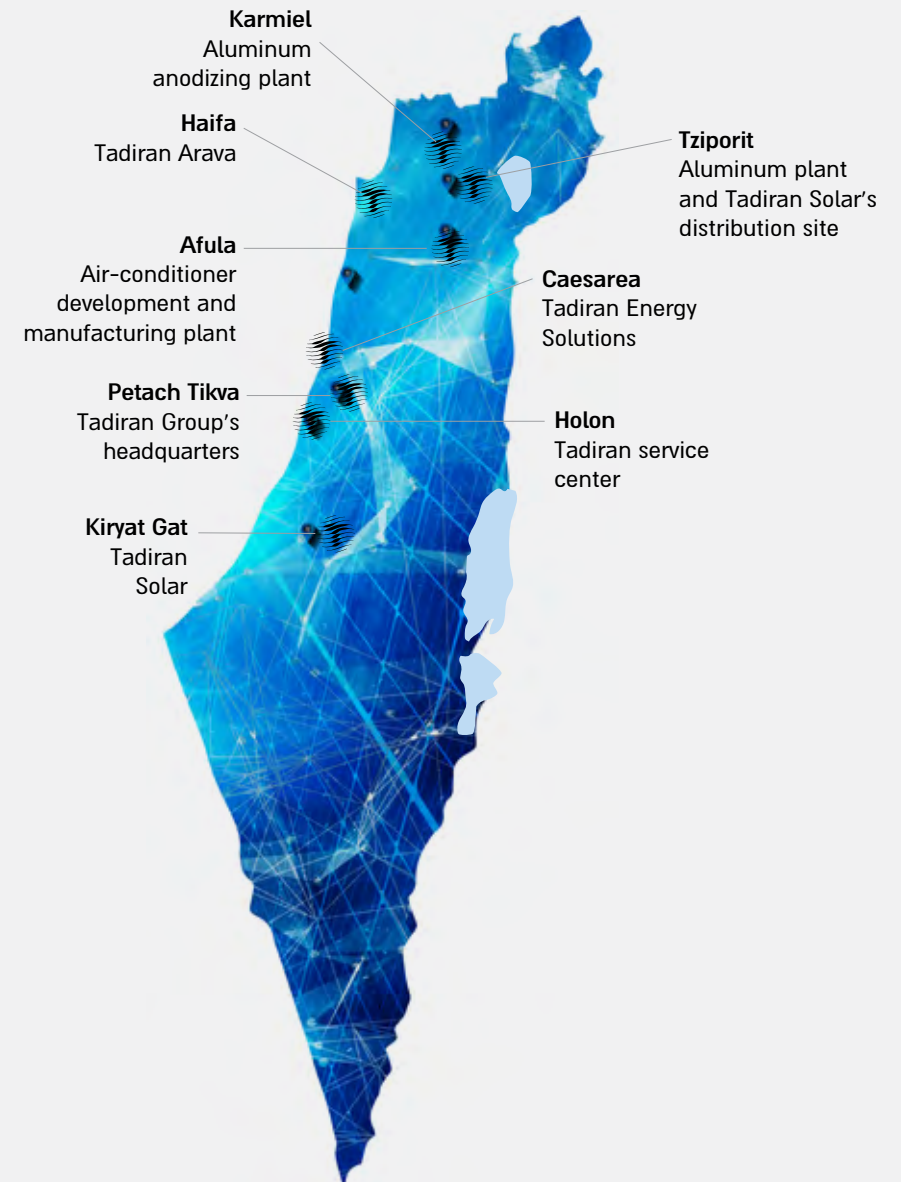 Karmiel
Aluminum
anodizing plant
Haifa
Tadiran Arava
Tziporit
Aluminum plant
and Tadiran Solar's
distribution site
Afula
Air-conditioner
development and
manufacturing plant
Caesarea
Tadiran Energy
Solutions
Petach Tikva
Tadiran Group's
headquarters
Holon
Tadiran service
center
Kiryat Gat
Tadiran
Solar